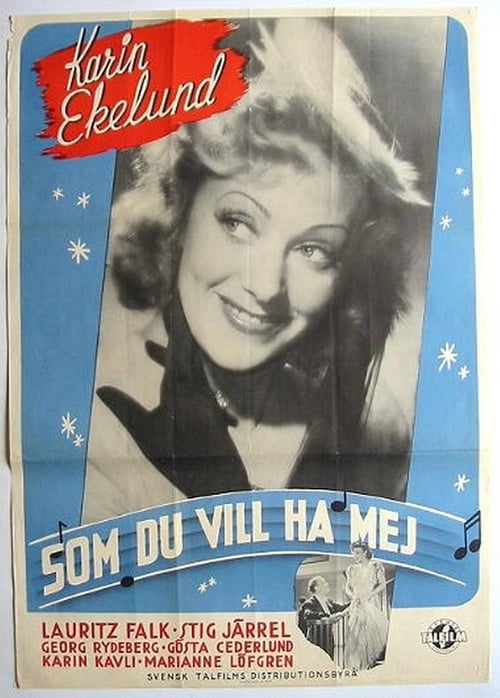 Karin
Ekelund
SOM DU VILL HA MEJ
LAURITZ FALK · STIG JÄRREL
GEORG RYDEBERG · GÖSTA CEDERLUND
KARIN KAVLI · MARIANNE LÖFGREN
SVENSK TALFILMS DISTRIBUTIONSBYRÅ
TALFILM